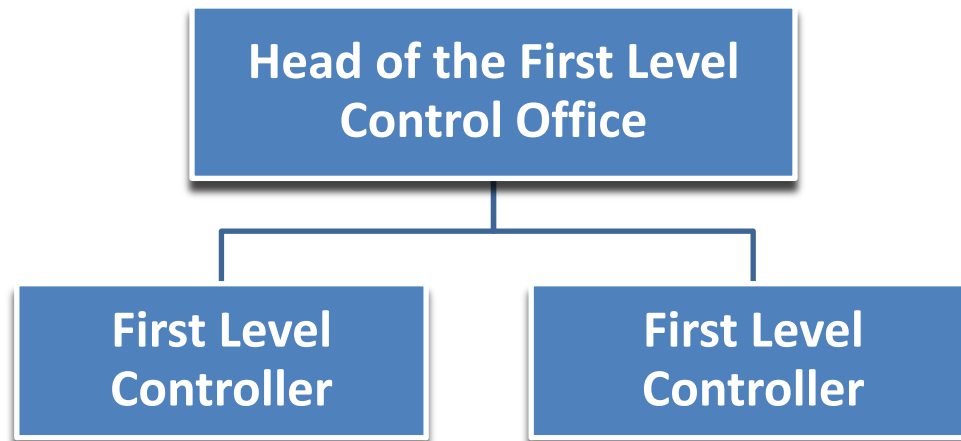 Head of the First Level
Control Office
First Level
Controller
First Level
Controller